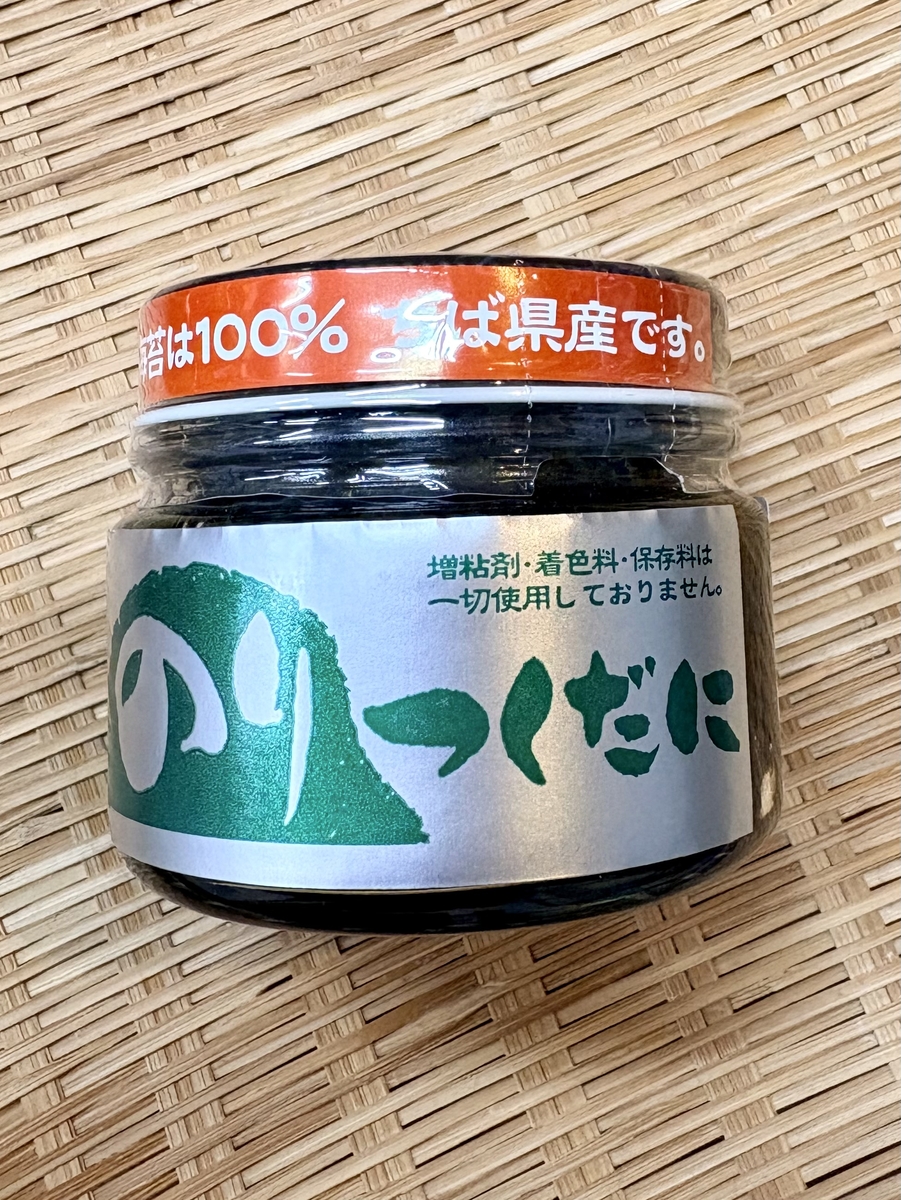 海苔は100% ちば県産です。
増粘剤・着色料・保存料は
一切使用しておりません。
のりつくだに